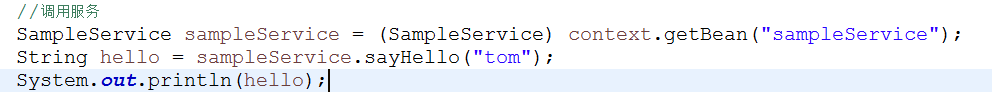 //调用服务
SampleService sampleService = (SampleService) context.getBean("sampleService");
String hello = sampleService.sayHello("tom");
System.out.println(hello);